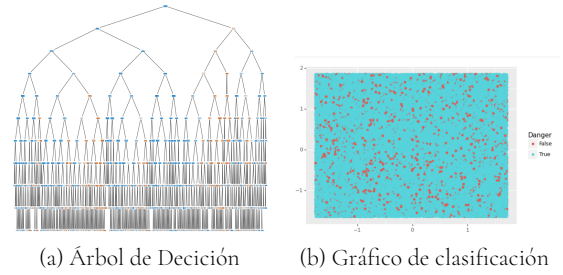 2
1
0
−1
−1
0
1
Danger
False
True
(a) Árbol de Decición
(b) Gráfico de clasificación